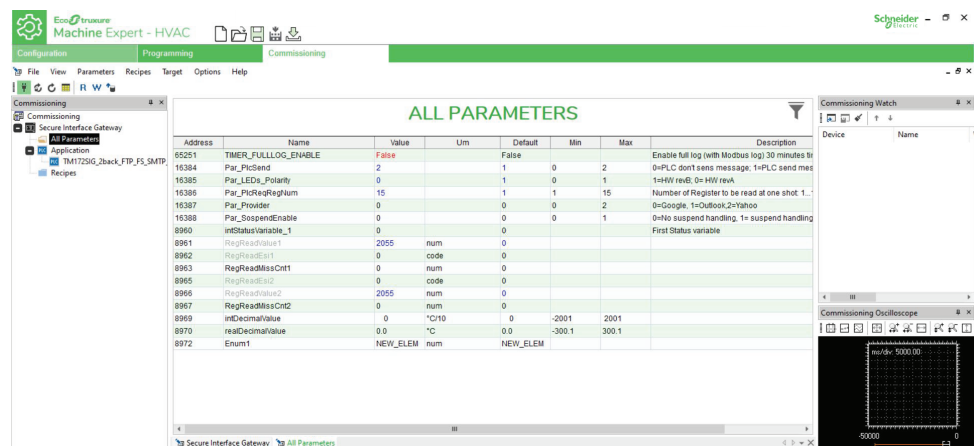 EcoStruxure
Machine Expert - HVAC
Schneider
Electric
Configuration Programming Commissioning
File View Parameters Recipes Target Options Help
R W
Commissioning
Commissioning
Secure Interface Gateway
All Parameters
Application
TM172SIG_2back_FTP_FS_SMTP_
Recipes
ALL PARAMETERS
Address Name Value Um Default Min Max Description
65251 TIMER_FULLLOG_ENABLE False False Enable full log (with Modbus log) 30 minutes tin
16384 Par_PlcSend 2 1 0 2 0=PLC don't sens message; 1=PLC send mes
16385 Par_LEDs_Polarity 0 1 0 1 1=HW revB; 0= HW revA
16386 Par_PlcReqRegNum 15 1 1 15 Number of Register to be read at one shot: 1...
16387 Par_Provider 0 0 0 2 0=Google, 1=Outlook,2=Yahoo
16388 Par_SuspendEnable 0 0 0 1 0=No suspend handling, 1= suspend handling
8960 intStatusVariable_1 0 0 First Status variable
8961 RegReadValue1 2055 num 0
8962 RegReadEsi1 0 code 0
8963 RegReadMissCnt1 0 num 0
8965 RegReadEsi2 0 code 0
8966 RegReadValue2 2055 num 0
8967 RegReadMissCnt2 0 num 0
8969 intDecimalValue 0 °C/10 0 -2001 2001
8970 realDecimalValue 0.0 °C 0.0 -300.1 300.1
8972 Enum1 NEW_ELEM num NEW_ELEM
Secure Interface Gateway All Parameters
Commissioning Watch
Device Name
Commissioning Oscilloscope
ms/div: 5000.00
-50000 0